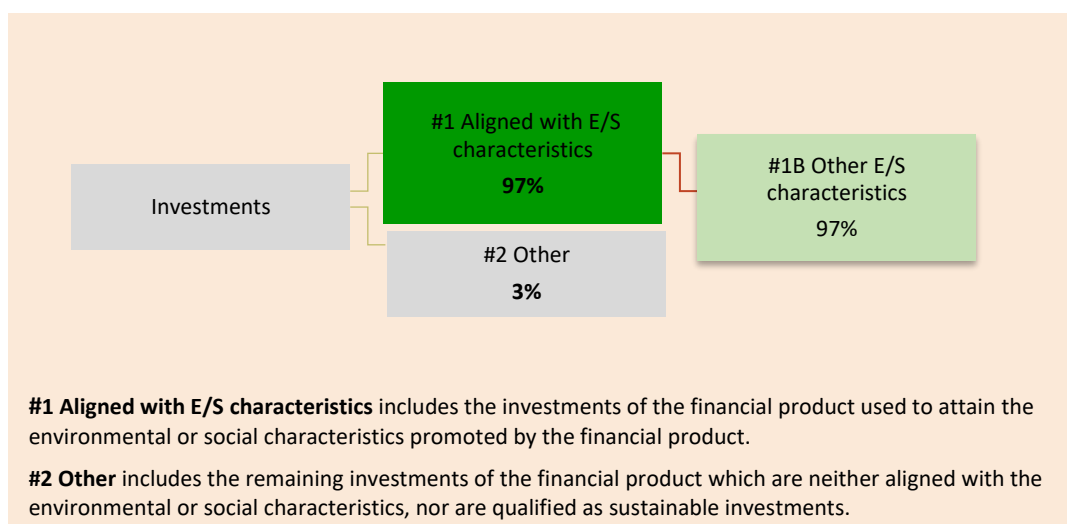 Investments
#1 Aligned with E/S
characteristics
97%
#2 Other
3%
#1B Other E/S
characteristics
97%
#1 Aligned with E/S characteristics includes the investments of the financial product used to attain the
environmental or social characteristics promoted by the financial product.
#2 Other includes the remaining investments of the financial product which are neither aligned with the
environmental or social characteristics, nor are qualified as sustainable investments.